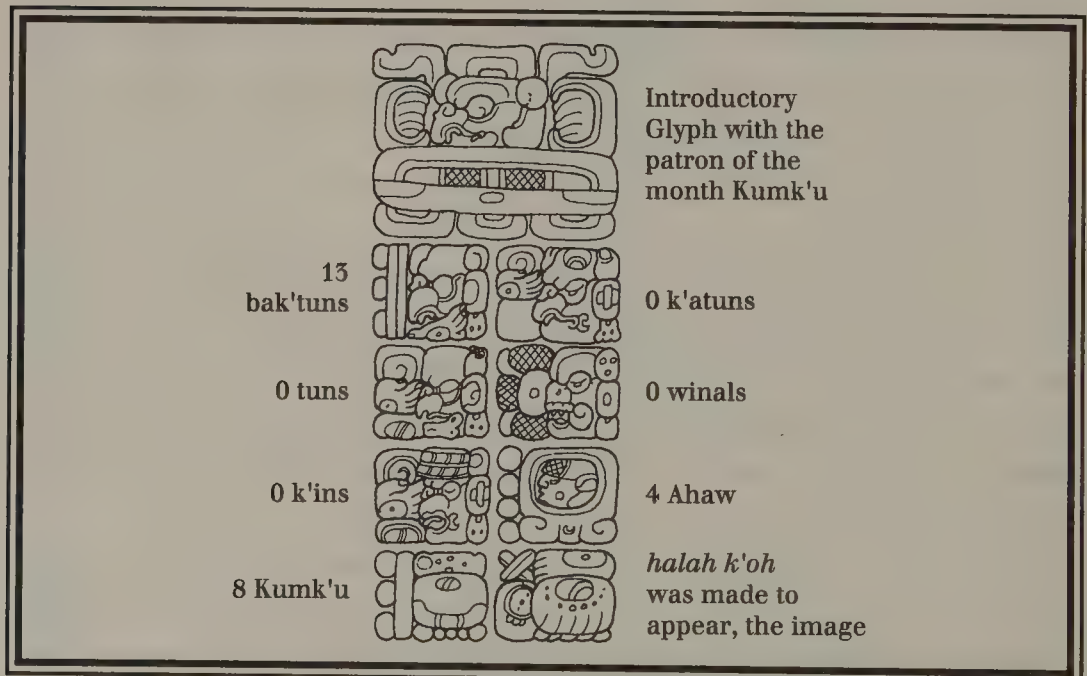 Introductory
Glyph with the
patron of the
month Kumk'u
13
bak'tuns
0 k'atuns
0 tuns
0 winals
0 k'ins
4 Ahaw
8 Kumk'u
halah k'oh
was made to
appear, the image